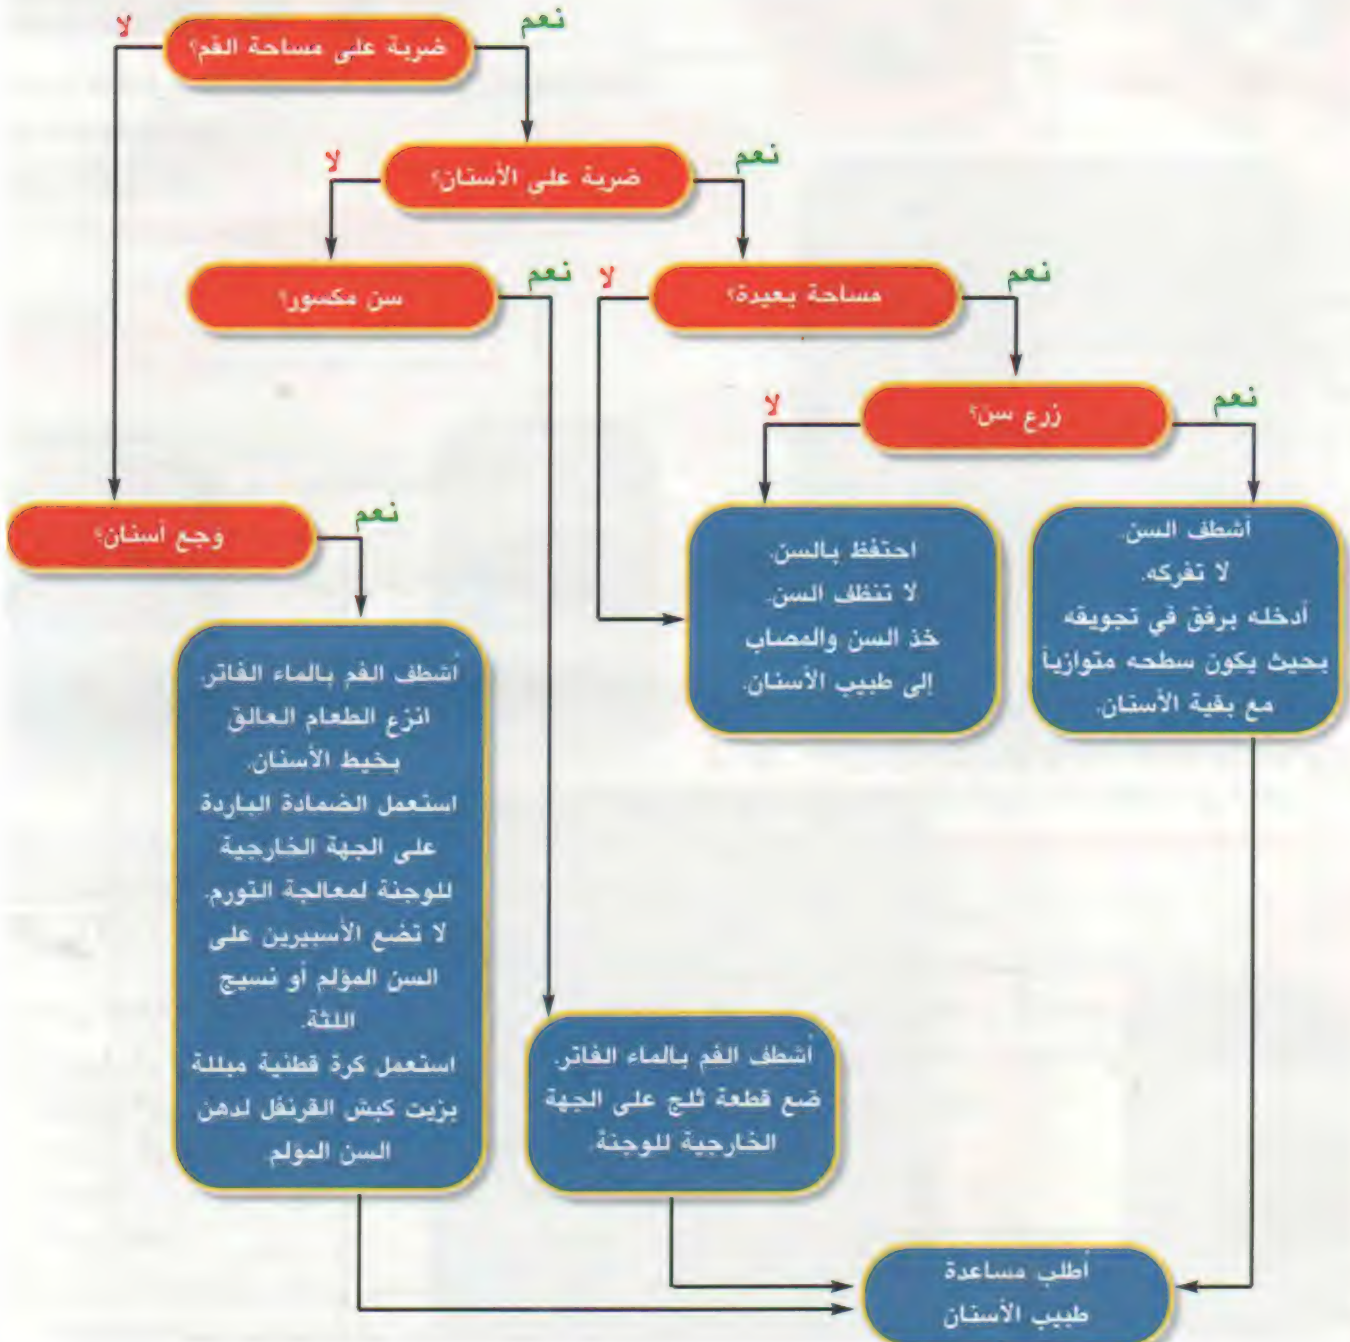 نعم
لا
ضربة على مساحة الفم؟
نعم
لا
ضربة على الأسنان؟
نعم
لا
مساحة بعيدة؟
نعم
سن مكسور؟
نعم
لا
زرع سن؟
نعم
وجع أسنان؟
أشطف السن.
لا تفركه.
أدخله برفق في تجويفه
بحيث يكون سطحه متوازياً
مع بقية الأسنان.
احتفظ بالسن.
لا تنظف السن.
خذ السن والمصاب
إلى طبيب الأسنان.
أشطف الفم بالماء الفاتر.
انزع الطعام العالق
بخيط الأسنان.
استعمل الضمادة الباردة
على الجهة الخارجية
للوجنة لمعالجة التورم.
لا تضع الأسبيرين على
السن المؤلم أو نسيج
اللثة.
استعمل كرة قطنية مبللة
بزيت كبش القرنفل لدهن
السن المؤلم.
أشطف الفم بالماء الفاتر.
ضع قطعة ثلج على الجهة
الخارجية للوجنة.
أطلب مساعدة
طبيب الأسنان